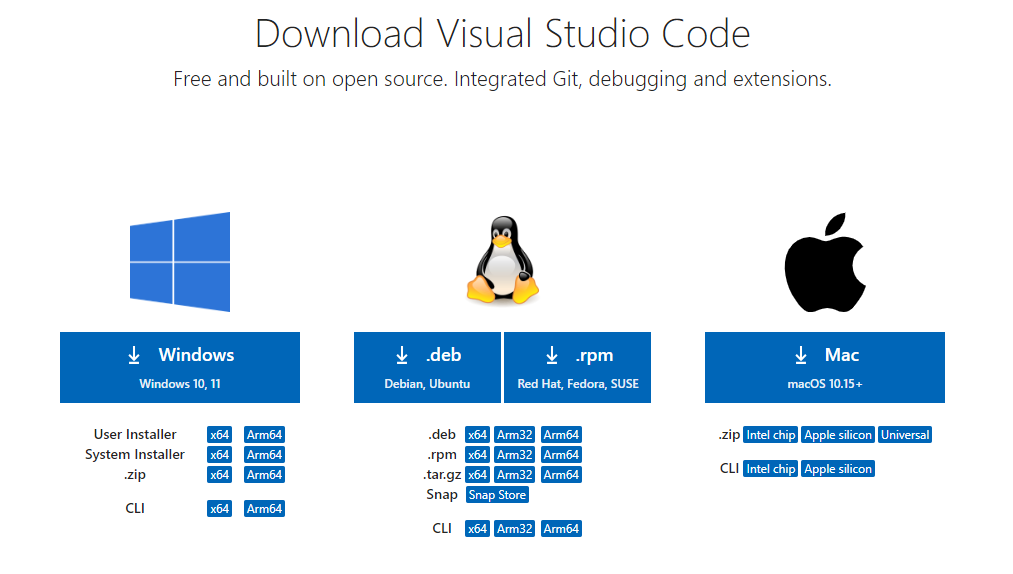 Download Visual Studio Code
Free and built on open source. Integrated Git, debugging and extensions.
Windows
Windows 10, 11
User Installer x64 Arm64
System Installer x64 Arm64
.zip x64 Arm64
CLI x64 Arm64
.deb
Debian, Ubuntu
.rpm
Red Hat, Fedora, SUSE
.deb x64 Arm32 Arm64
.rpm x64 Arm32 Arm64
.tar.gz x64 Arm32 Arm64
Snap Snap Store
CLI x64 Arm32 Arm64
Mac
macOS 10.15+
.zip Intel chip Apple silicon Universal
CLI Intel chip Apple silicon